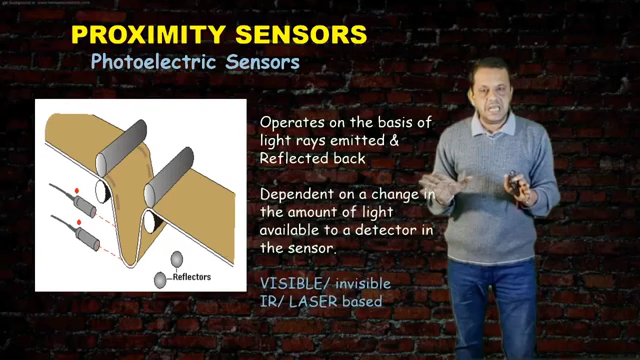 PROXIMITY SENSORS
Photoelectric Sensors
Operates on the basis of
light rays emitted &
Reflected back
Dependent on a change in
the amount of light
available to a detector in
the sensor.
VISIBLE/ invisible
IR/ LASER based
Reflectors